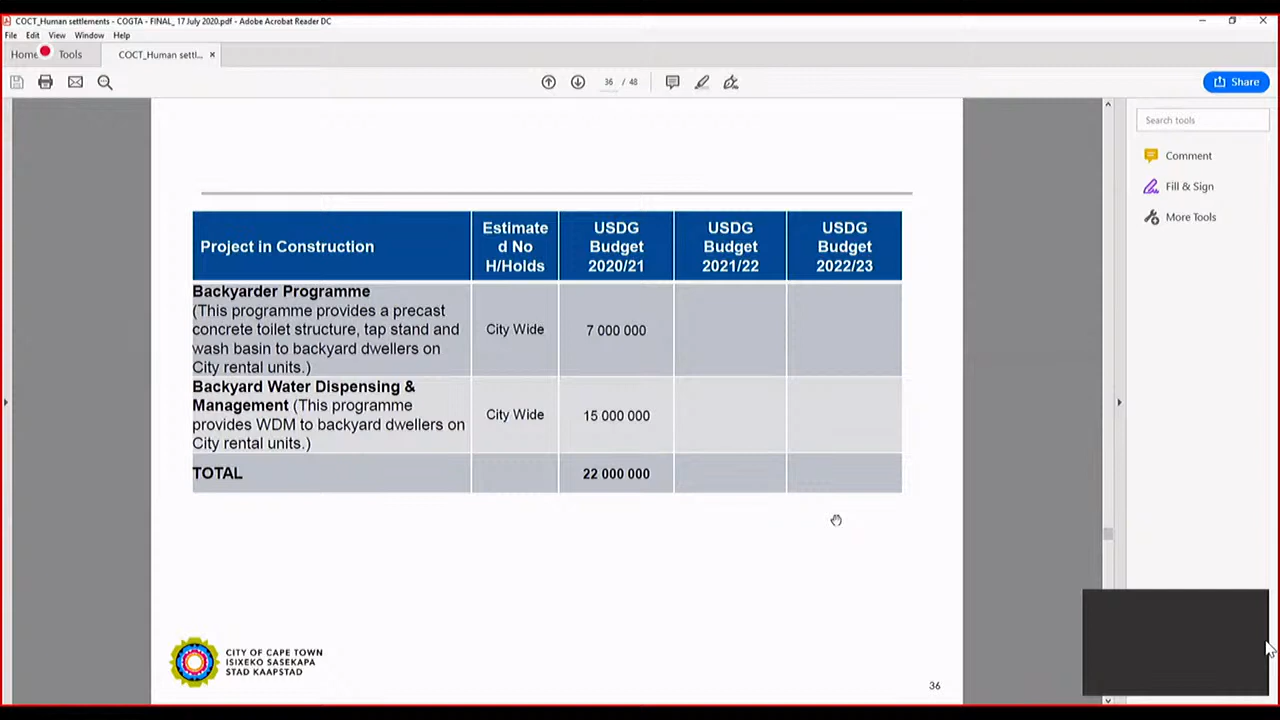 COCT_Human settlements - COGTA - FINAL_ 17 July 2020.pdf - Adobe Acrobat Reader DC
File Edit View Window Help
Home Tools COCT_Human settl... ×
36 / 48
Share
Search tools
Comment
Fill & Sign
More Tools
Project in Construction
Estimate
d No
H/Holds
USDG
Budget
2020/21
USDG
Budget
2021/22
USDG
Budget
2022/23
Backyarder Programme
(This programme provides a precast
concrete toilet structure, tap stand and
wash basin to backyard dwellers on
City rental units.)
City Wide
7 000 000
Backyard Water Dispensing &
Management (This programme
provides WDM to backyard dwellers on
City rental units.)
City Wide
15 000 000
TOTAL
22 000 000
CITY OF CAPE TOWN
ISIXEKO SASEKAPA
STAD KAAPSTAD
36